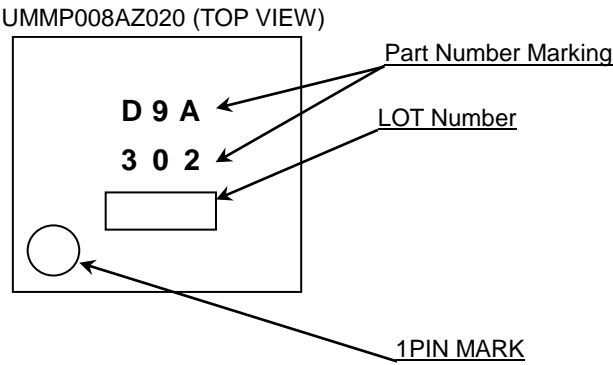 UMMP008AZ020 (TOP VIEW)
Part Number Marking
D 9 A
LOT Number
3 0 2
1PIN MARK